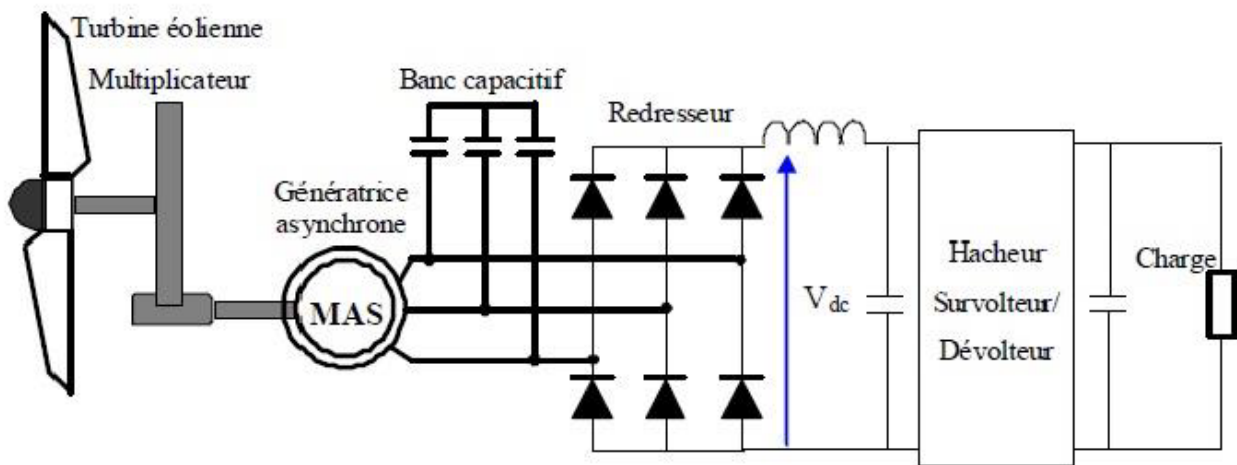 Turbine éolienne
Multiplicateur
Banc capacitif
Redresseur
Génératrice
asynchrone
MAS
V dc
Hacheur
Survolteur/
Dévolteur
Charge